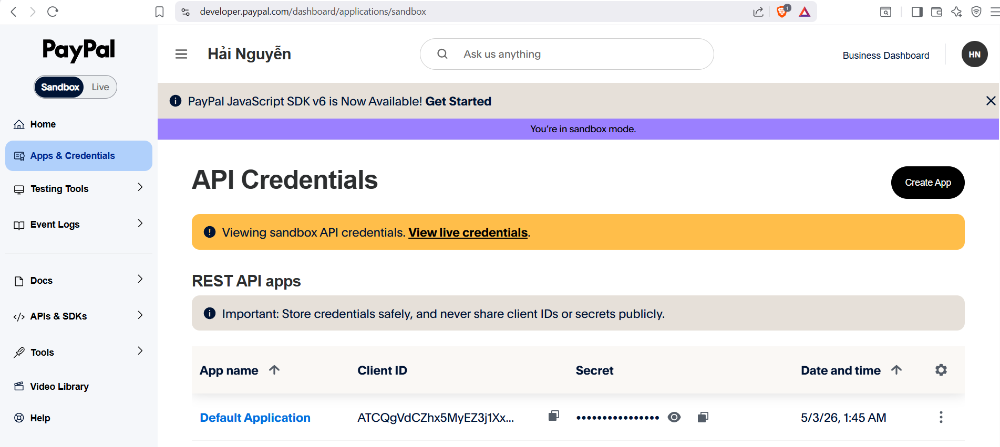 developer.paypal.com/dashboard/applications/sandbox
1
PayPal
Hải Nguyễn
Ask us anything
Business Dashboard
HN
Sandbox Live
PayPal JavaScript SDK v6 is Now Available! Get Started
You're in sandbox mode.
Home
Apps & Credentials
Testing Tools
Event Logs
Docs
APIs & SDKs
Tools
Video Library
Help
API Credentials
Create App
Viewing sandbox API credentials. View live credentials.
REST API apps
Important: Store credentials safely, and never share client IDs or secrets publicly.
App name Client ID Secret Date and time
Default Application ATCQgVdCZhx5MyEZ3j1Xx... •••••••••••••••• 5/3/26, 1:45 AM